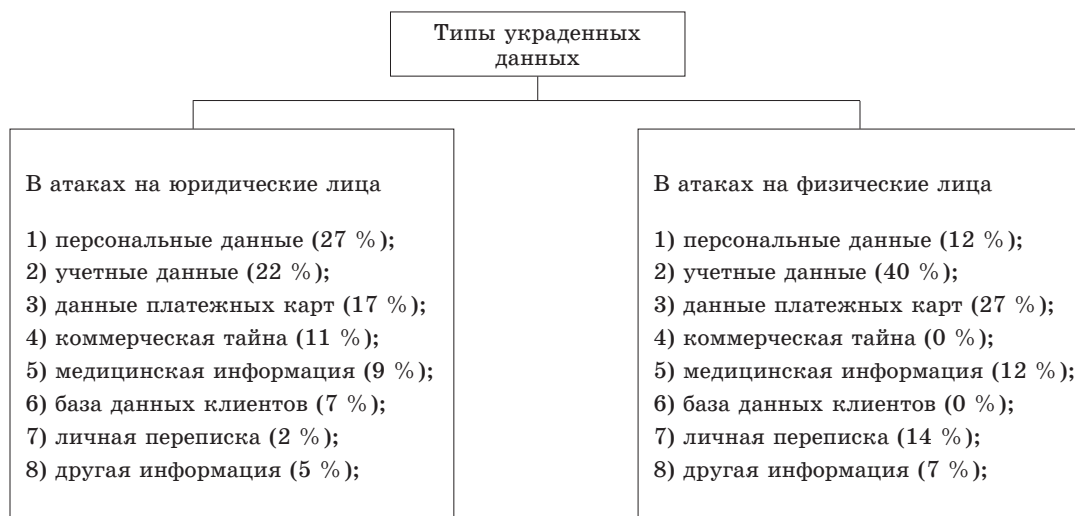 Типы украденных
данных
В атаках на юридические лица
1) персональные данные (27 %);
2) учетные данные (22 %);
3) данные платежных карт (17 %);
4) коммерческая тайна (11 %);
5) медицинская информация (9 %);
6) база данных клиентов (7 %);
7) личная переписка (2 %);
8) другая информация (5 %);
В атаках на физические лица
1) персональные данные (12 %);
2) учетные данные (40 %);
3) данные платежных карт (27 %);
4) коммерческая тайна (0 %);
5) медицинская информация (12 %);
6) база данных клиентов (0 %);
7) личная переписка (14 %);
8) другая информация (7 %);